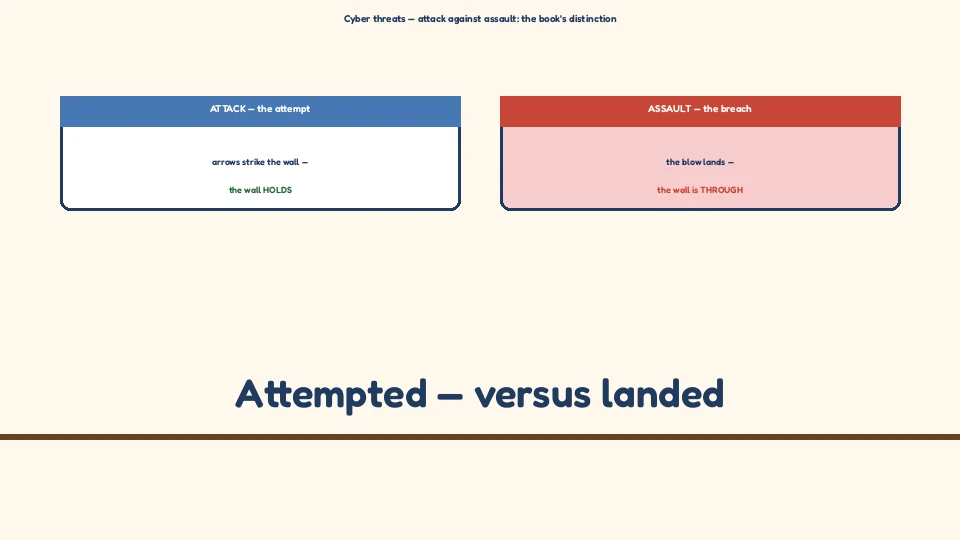 Cyber threats — attack against assault: the book's distinction
ATTACK — the attempt
arrows strike the wall —
the wall HOLDS
ASSAULT — the breach
the blow lands —
the wall is THROUGH
Attempted — versus landed